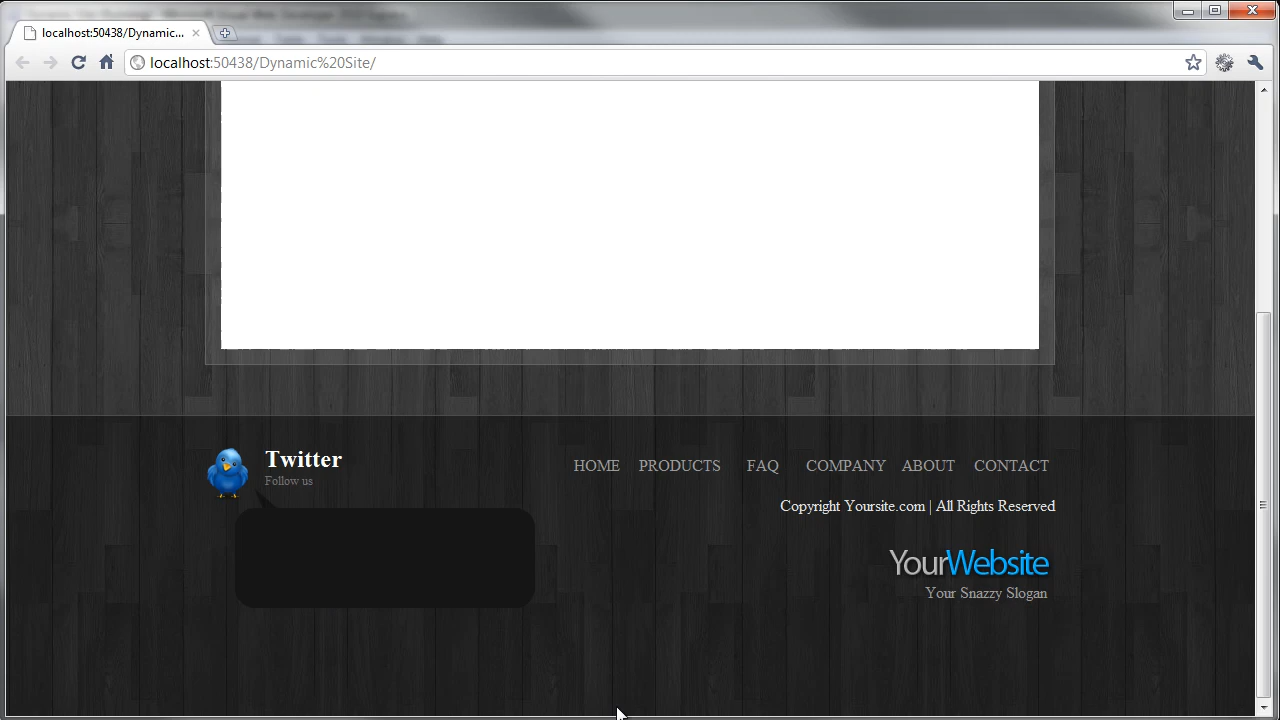 localhost:50438/Dynamic...
localhost:50438/Dynamic%20Site/
Twitter
Follow us
HOME PRODUCTS FAQ COMPANY ABOUT CONTACT
Copyright Yoursite.com | All Rights Reserved
YourWebsite
Your Snazzy Slogan